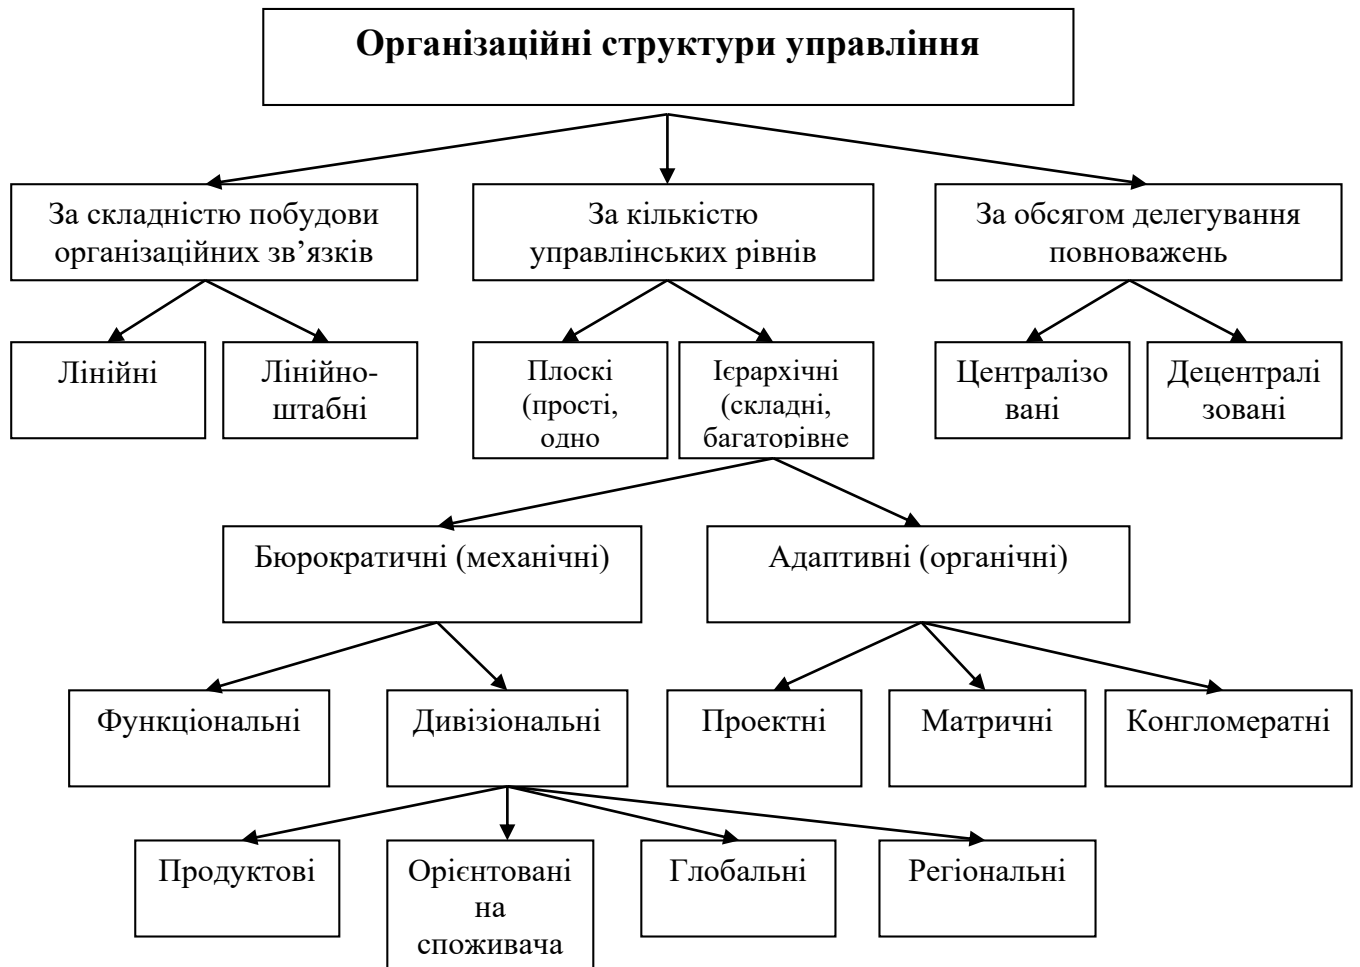 Організаційні структури управління
За складністю побудови
організаційних зв’язків
За кількістю
управлінських рівнів
За обсягом делегування
повноважень
Лінійні
Лінійно-
штабні
Плоскі
(прості,
одно
Ієрархічні
(складні,
багаторівне
Централізо
вані
Децентралі
зовані
Бюрократичні (механічні)
Адаптивні (органічні)
Функціональні
Дивізіональні
Проектні
Матричні
Конгломератні
Продуктові
Орієнтовані
на
споживача
Глобальні
Регіональні